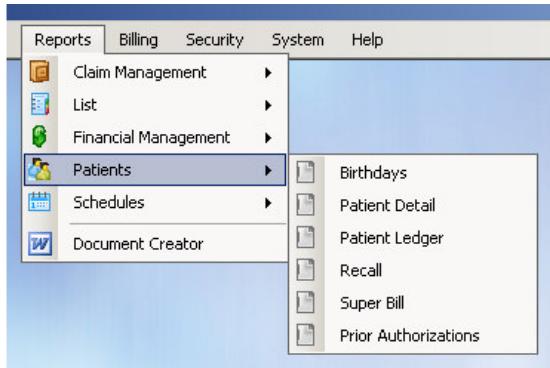 Reports Billing Security System Help
Claim Management
List
Financial Management
Patients
Schedules
Document Creator
Birthdays
Patient Detail
Patient Ledger
Recall
Super Bill
Prior Authorizations